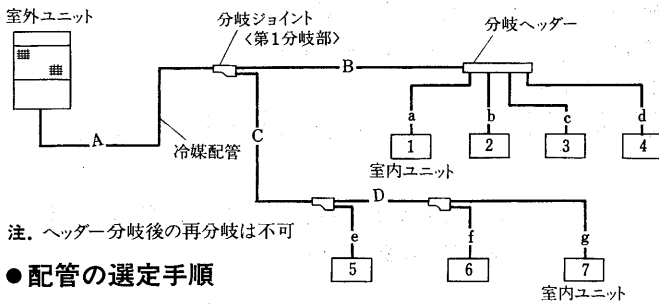 室外ユニット
分岐ジョイント
〈第1分岐部〉
分岐ヘッダー
B
a
b
c
d
A
C
冷媒配管
1
2
3
4
室内ユニット
D
e
f
g
注. ヘッダー分岐後の再分岐は不可
5
6
7
●配管の選定手順
室内ユニット